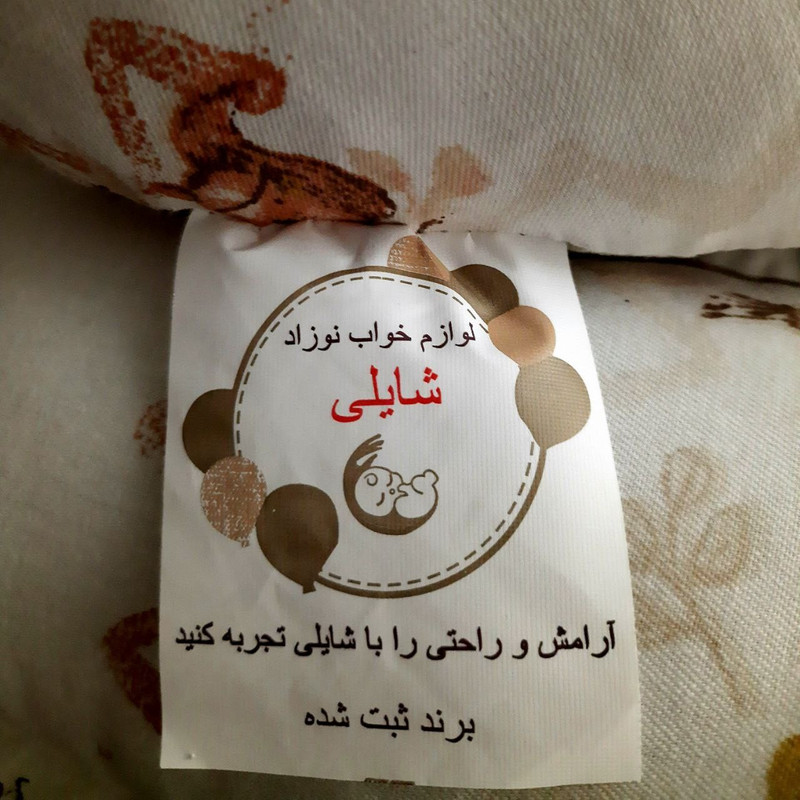 لوازم خواب نوزاد
شایلی
آرامش و راحتی را با شایلی تجربه کنید
برند ثبت شده